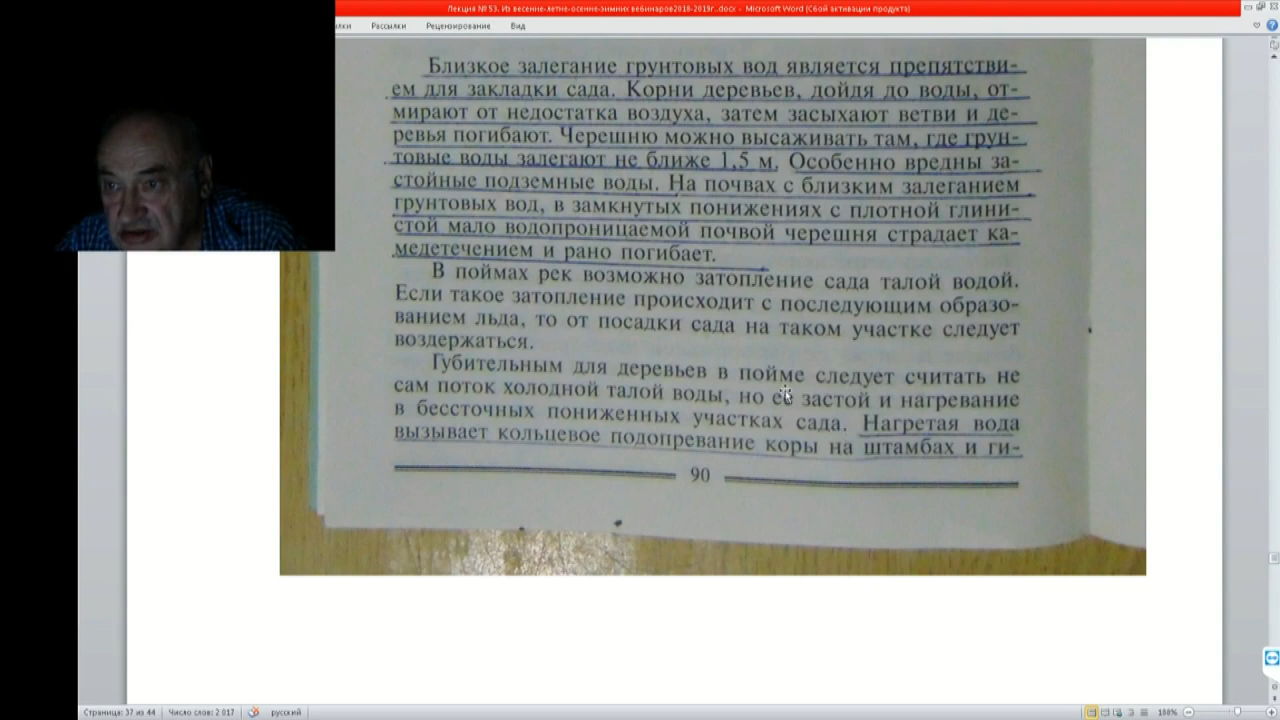 Лекция № 53. Из весенне-летне-осенне-зимних вебинаров2018-2019г..docx - Microsoft Word (Сбой активации продукта)
лки Рассылки Рецензирование Вид
Близкое залегание грунтовых вод является препятстви-
ем для закладки сада. Корни деревьев, дойдя до воды, от-
мирают от недостатка воздуха, затем засыхают ветви и де-
ревья погибают. Черешню можно высаживать там, где грун-
товые воды залегают не ближе 1,5 м. Особенно вредны за-
стойные подземные воды. На почвах с близким залеганием
грунтовых вод, в замкнутых понижениях с плотной глини-
стой мало водопроницаемой почвой черешня страдает ка-
медетечением и рано погибает.
В поймах рек возможно затопление сада талой водой.
Если такое затопление происходит с последующим образо-
ванием льда, то от посадки сада на таком участке следует
воздержаться.
Губительным для деревьев в пойме следует считать не
сам поток холодной талой воды, но её застой и нагревание
в бессточных пониженных участках сада. Нагретая вода
вызывает кольцевое подопревание коры на штамбах и ги-
90
Страница: 37 из 44 Число слов: 2 017 русский 188%